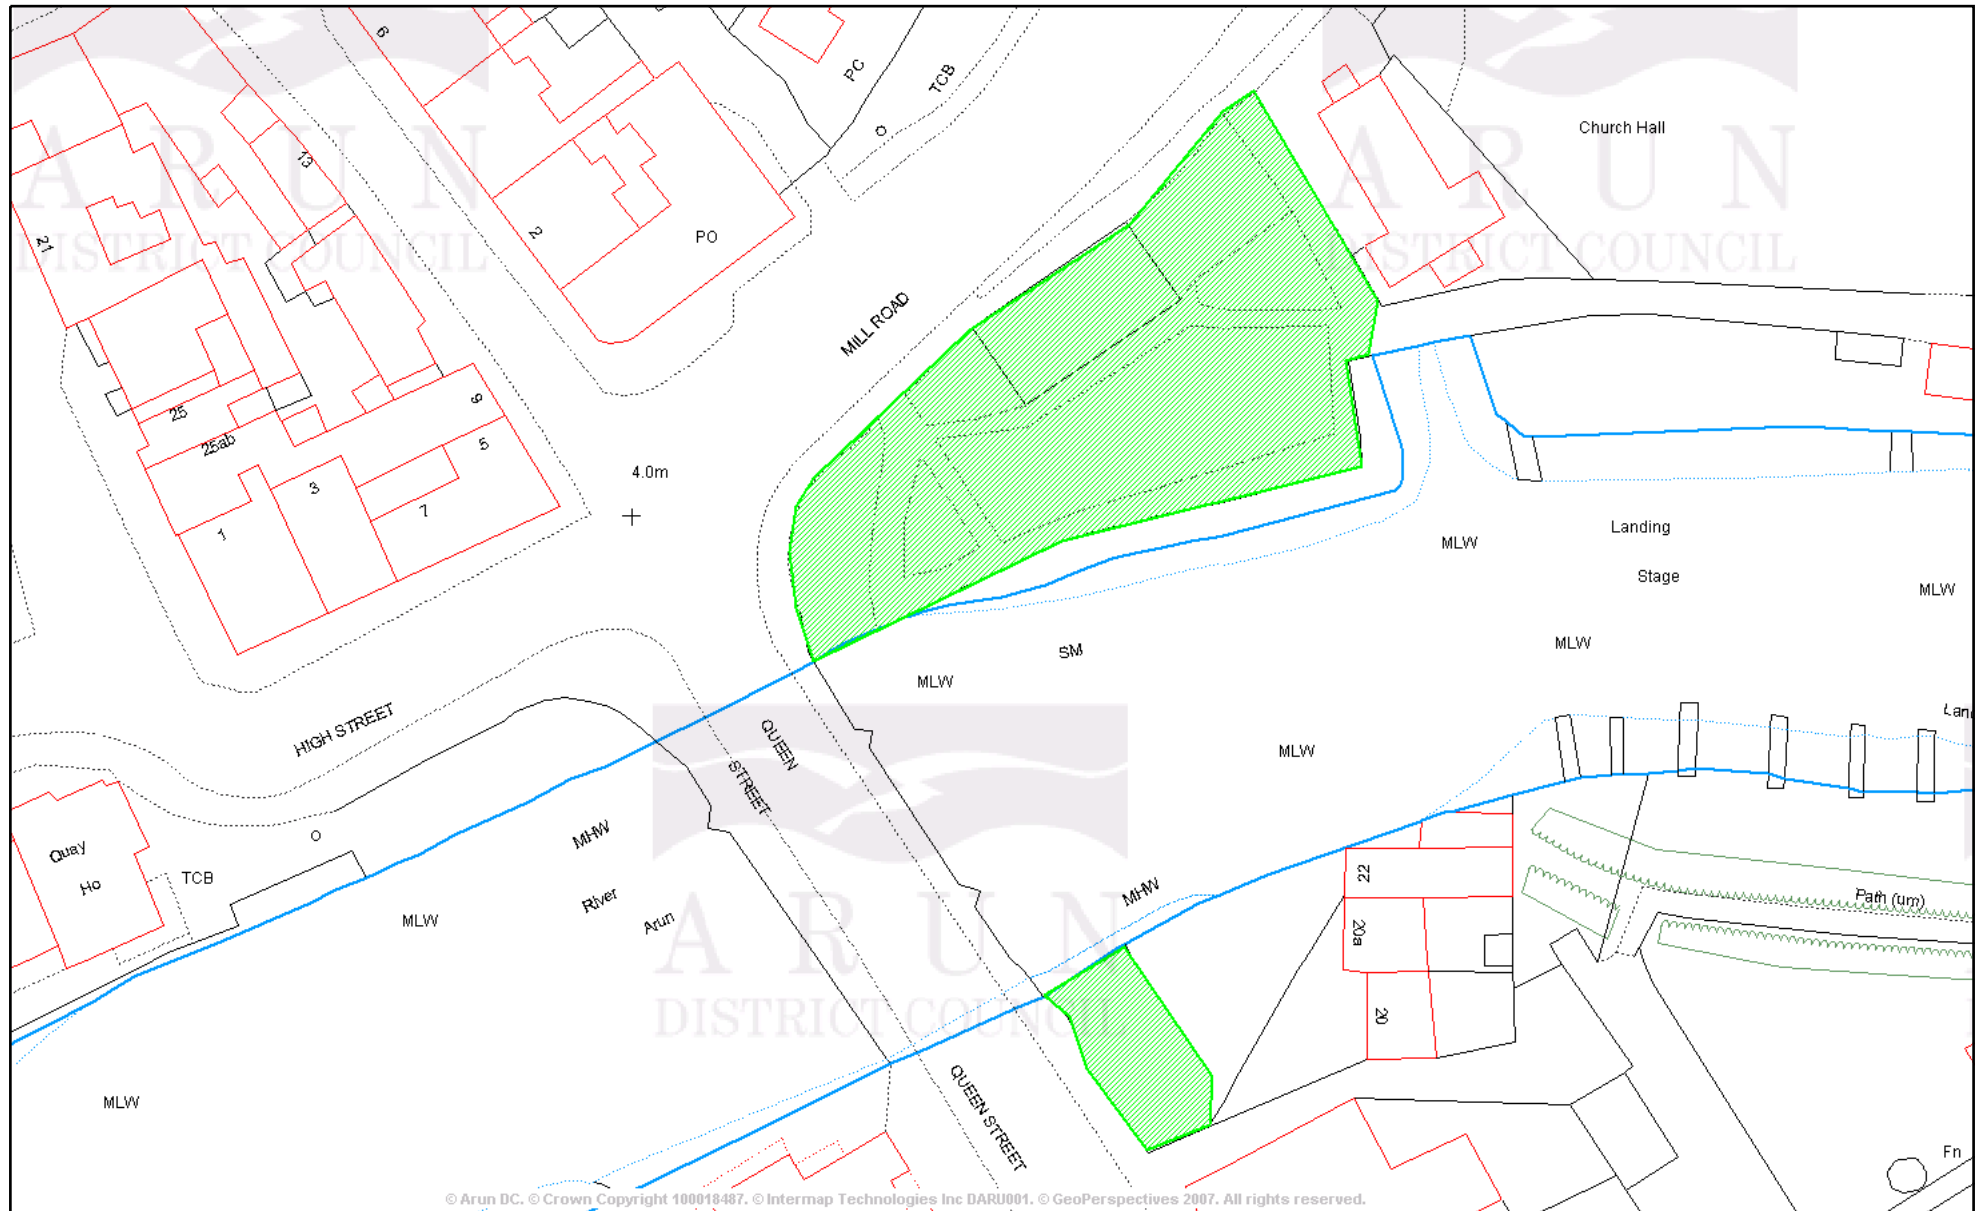 6
PC
TCB
O
Church Hall
13
ARUN
DISTRICT COUNCIL
ARUN
DISTRICT COUNCIL
21
2
PO
MILL ROAD
25
25ab
9
5
3
7
1
4.0m
Landing
Stage
MLW
MLW
MLW
SM
MLW
MLW
HIGH STREET
QUEEN
STREET
Quay
Ho
TCB
O
MHW
River
Arun
MLW
ARUN
DISTRICT COUNCIL
MHW
22
20a
20
Path (um)
MLW
QUEEN STREET
Fn
© Arun DC. © Crown Copyright 100018487. © Intermap Technologies Inc DARU001. © GeoPerspectives 2007. All rights reserved.